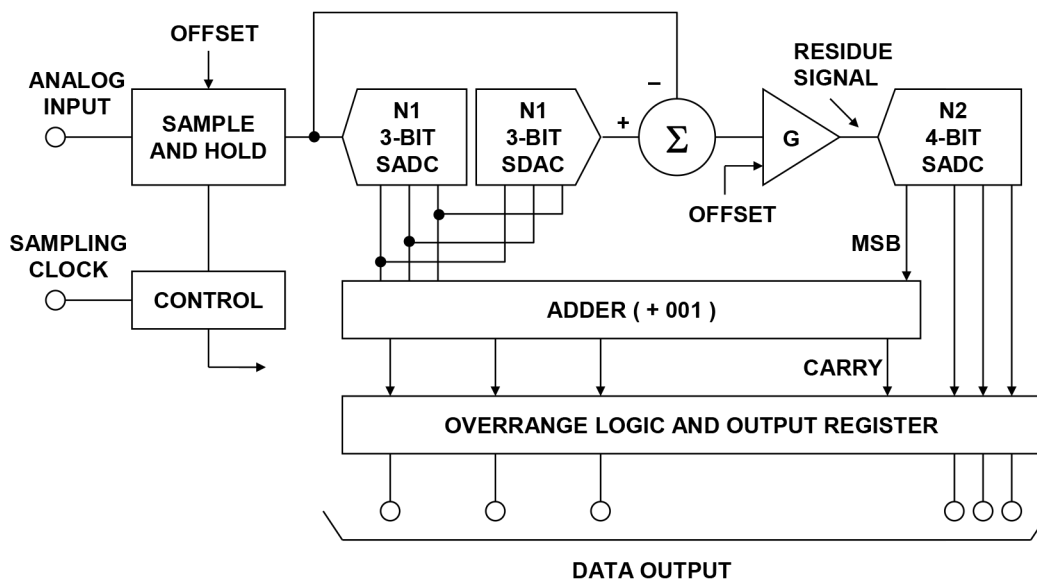 OFFSET
ANALOG
INPUT
SAMPLE
AND HOLD
N1
3-BIT
SADC
N1
3-BIT
SDAC
+
–
Σ
G
OFFSET
RESIDUE
SIGNAL
N2
4-BIT
SADC
SAMPLING
CLOCK
CONTROL
MSB
ADDER ( + 001 )
CARRY
OVERRANGE LOGIC AND OUTPUT REGISTER
DATA OUTPUT